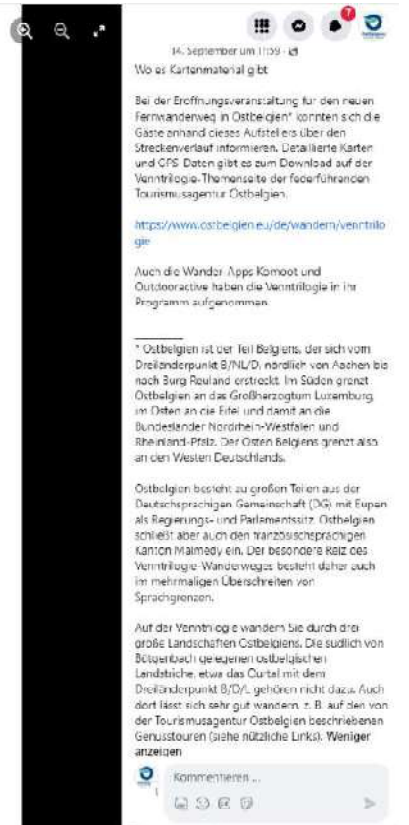 7
14. September um 11:59
Wo es Kartenmaterial gibt
Bei der Eröffnungsveranstaltung für den neuen
Fernwanderweg in Ostbelgien* konnten sich die
Gäste anhand dieses Aufstellers über den
Streckenverlauf informieren. Detaillierte Karten
und GPS-Daten gibt es zum Download auf der
Venntrilogie-Themenseite der federführenden
Tourismusagentur Ostbelgien.
https://www.ostbelgien.eu/de/wandern/venntrilo
gie
Auch die Wander-Apps Komoot und
Outdooractive haben die Venntrilogie in ihr
Programm aufgenommen
* Ostbelgien ist der Teil Belgiens, der sich vom
Dreiländerpunkt B/NL/D, nördlich von Aachen bis
nach Burg Reuland erstreckt. Im Süden grenzt
Ostbelgien an das Großherzogtum Luxemburg,
im Osten an die Eifel und damit an die
Bundesländer Nordrhein-Westfalen und
Rheinland-Pfalz. Der Osten Belgiens grenzt also
an den Westen Deutschlands.
Ostbelgien besteht zu großen Teilen aus der
Deutschsprachigen Gemeinschaft (DG) mit Eupen
als Regierungs- und Parlamentssitz. Ostbelgien
schließt aber auch den französischsprachigen
Kanton Malmedy ein. Der besondere Reiz des
Venntrilogie-Wanderweges besteht daher auch
im mehrmaligen Überschreiten von
Sprachgrenzen.
Auf der Venntrilogie wandern Sie durch drei
große Landschaften Ostbelgiens. Die südlich von
Bütgenbach gelegenen ostbelgischen
Landstriche, etwa das Ourtal mit dem
Dreiländerpunkt B/D/L gehören nicht dazu. Auch
dort lässt sich sehr gut wandern, z. B. auf den von
der Tourismusagentur Ostbelgien beschriebenen
Genusstouren (siehe nützliche Links). Weniger
anzeigen
Kommentieren ...